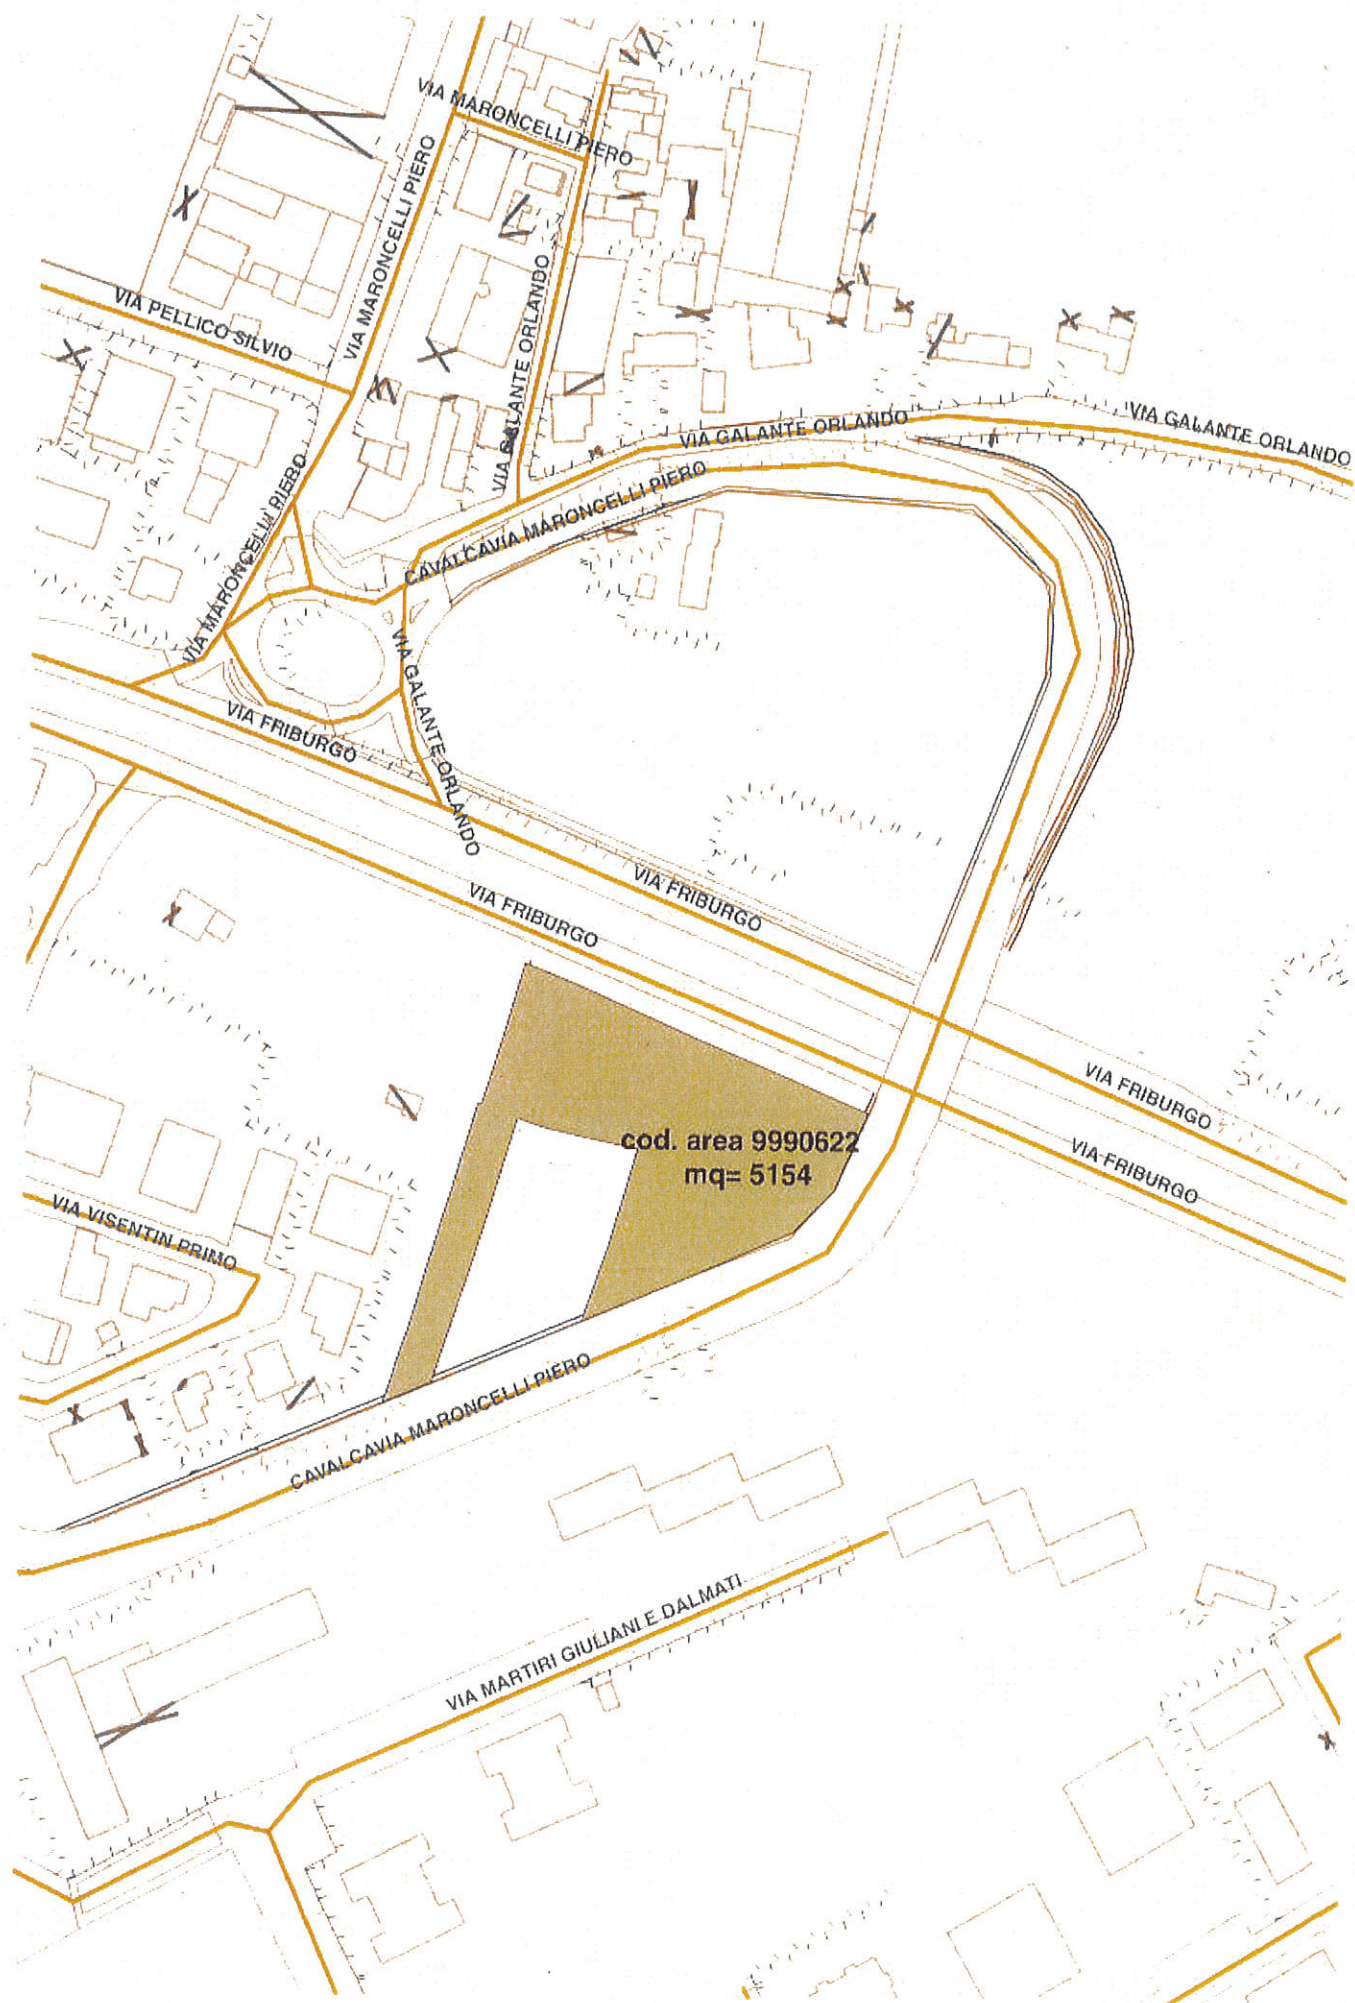 VIA MARONCELLI PIERO
VIA MARONCELLI PIERO
VIA PELLICO SILVIO
VIA GALANTE ORLANDO
VIA GALANTE ORLANDO
VIA GALANTE ORLANDO
CAVALCAVIA MARONCELLI PIERO
VIA MARONCELLI PIERO
VIA GALANTE ORLANDO
VIA FRIBURGO
VIA FRIBURGO
VIA FRIBURGO
VIA FRIBURGO
VIA FRIBURGO
cod. area 9990622
mq= 5154
VIA VISENTIN PRIMO
CAVALCAVIA MARONCELLI PIERO
VIA MARTIRI GIULIANI E DALMATI